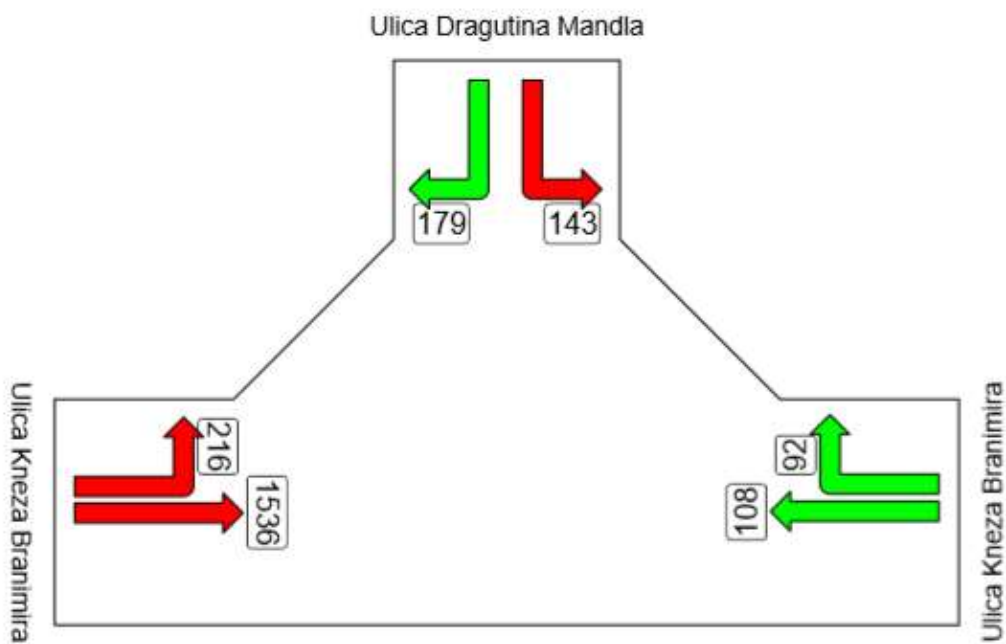 Ulica Dragutina Mandla
179
143
Ulica Kneza Branimira
216
1536
92
108
Ulica Kneza Branimira